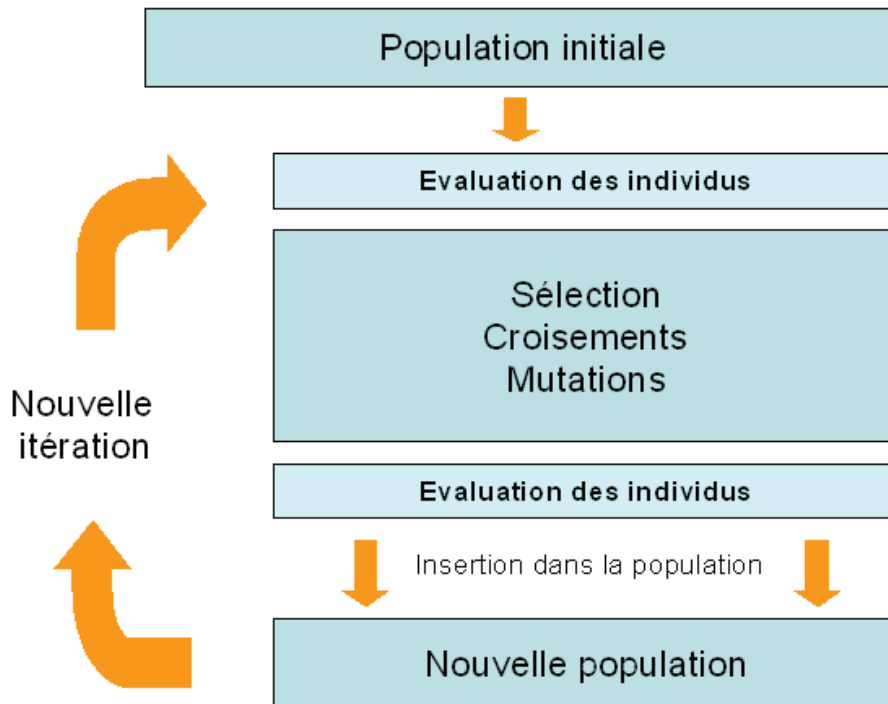 Population initiale
Evaluation des individus
Sélection
Croisements
Mutations
Nouvelle
itération
Evaluation des individus
Insertion dans la population
Nouvelle population